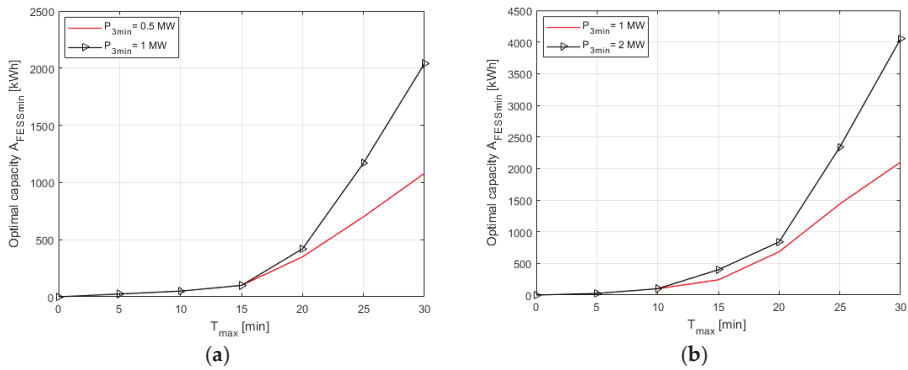 P3min= 0.5 MW
P3min= 1 MW
Optimal capacity AFESSmin [kWh]
2500
2000
1500
1000
500
0
0 5 10 15 20 25 30
Tmax [min]
(a)
P3min= 1 MW
P3min= 2 MW
Optimal capacity AFESSmin [kWh]
4500
4000
3500
3000
2500
2000
1500
1000
500
0
0 5 10 15 20 25 30
Tmax [min]
(b)